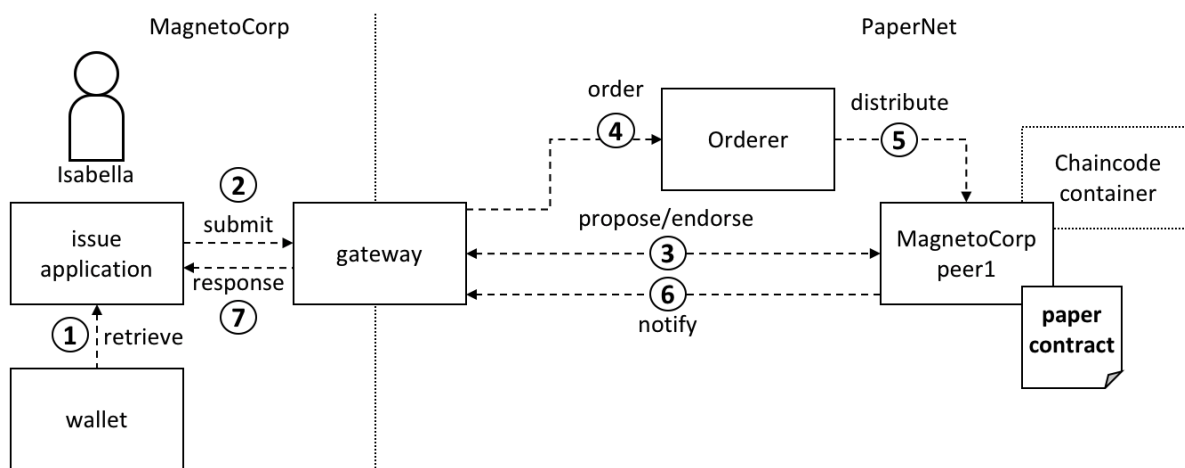 MagnetoCorp
PaperNet
Isabella
order
4
Orderer
distribute
5
Chaincode
container
2
submit
issue
application
gateway
response
7
propose/endorse
3
6
notify
MagnetoCorp
peer1
paper
contract
1
retrieve
wallet